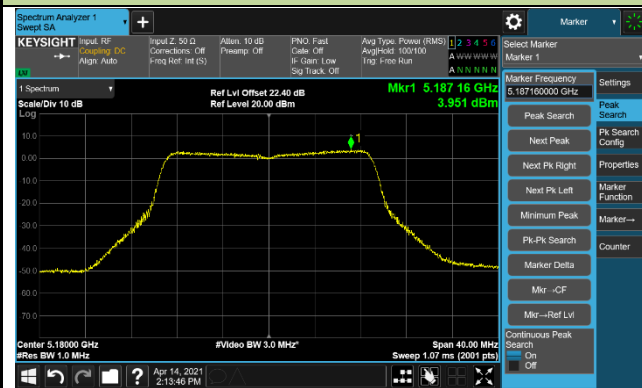 Spectrum Analyzer 1
Swept SA
+
KEYSIGHT
Input: RF
Coupling: DC
Align: Auto
Input Z: 50 Ω
Corrections: Off
Freq Ref: Int (S)
Atten: 10 dB
Preamp: Off
PNO: Fast
Gate: Off
IF Gain: Low
Sig Track: Off
Avg Type: Power (RMS)
Avg|Hold: 100/100
Trig: Free Run
1 2 3 4 5 6
A W W W W W
A N N N N N
LXI
1 Spectrum
Scale/Div 10 dB
Log
Ref Lvl Offset 22.40 dB
Ref Level 20.00 dBm
Mkr1 5.187 16 GHz
3.951 dBm
10.0
0.00
10.0
20.0
30.0
40.0
50.0
60.0
70.0
1
Center 5.18000 GHz
#Res BW 1.0 MHz
#Video BW 3.0 MHz*
Span 40.00 MHz
Sweep 1.07 ms (2001 pts)
Apr 14, 2021
2:13:46 PM
?
Marker
Select Marker
Marker 1
Marker Frequency
5.187160000 GHz
Peak Search
Next Peak
Next Pk Right
Next Pk Left
Minimum Peak
Pk-Pk Search
Marker Delta
Mkr→CF
Mkr→Ref Lvl
Continuous Peak
Search
On
Off
Settings
Peak
Search
Pk Search
Config
Properties
Marker
Function
Marker→
Counter